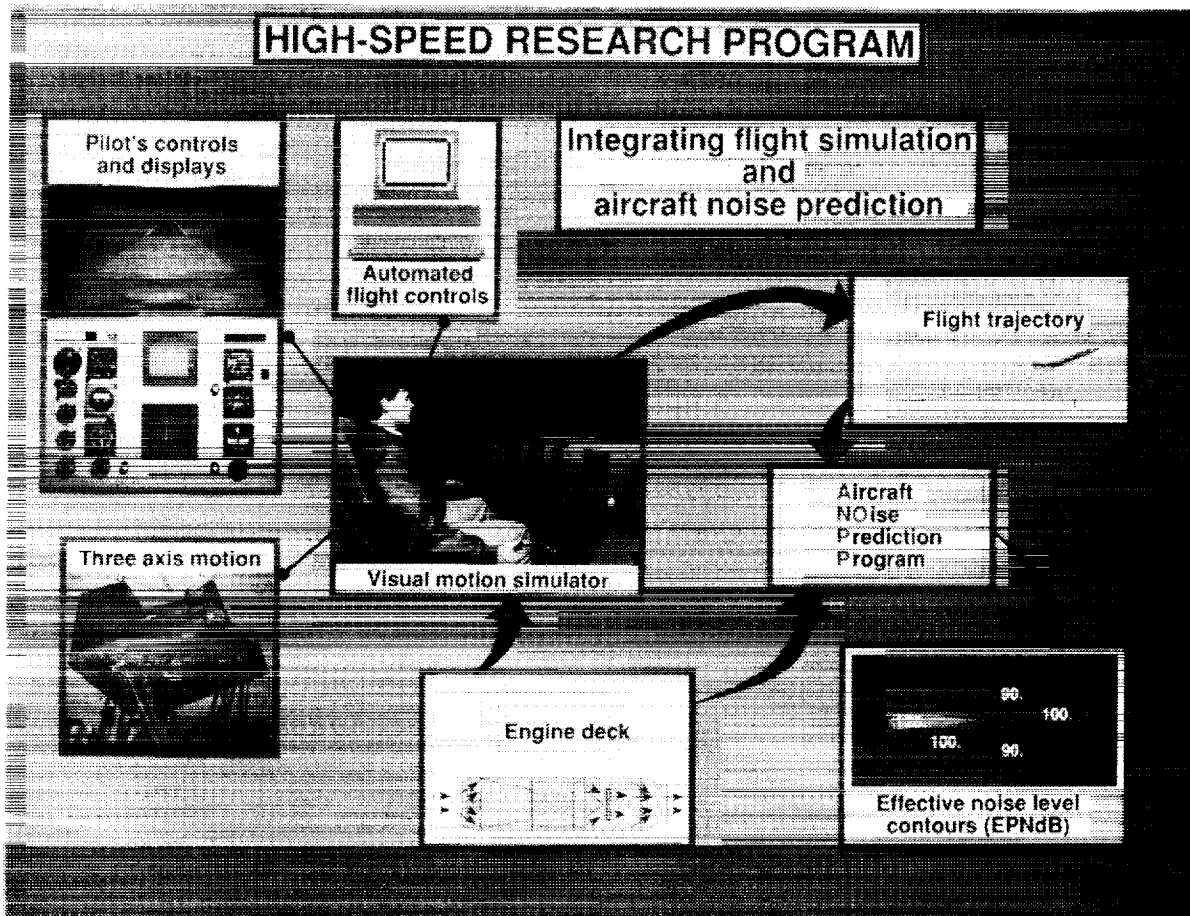 HIGH-SPEED RESEARCH PROGRAM
Pilot's controls
and displays
Automated
flight controls
Integrating flight simulation
and
aircraft noise prediction
Flight trajectory
Visual motion simulator
Three axis motion
Aircraft
NOise
Prediction
Program
Engine deck
90.
100.
100.
90.
Effective noise level
contours (EPNdB)